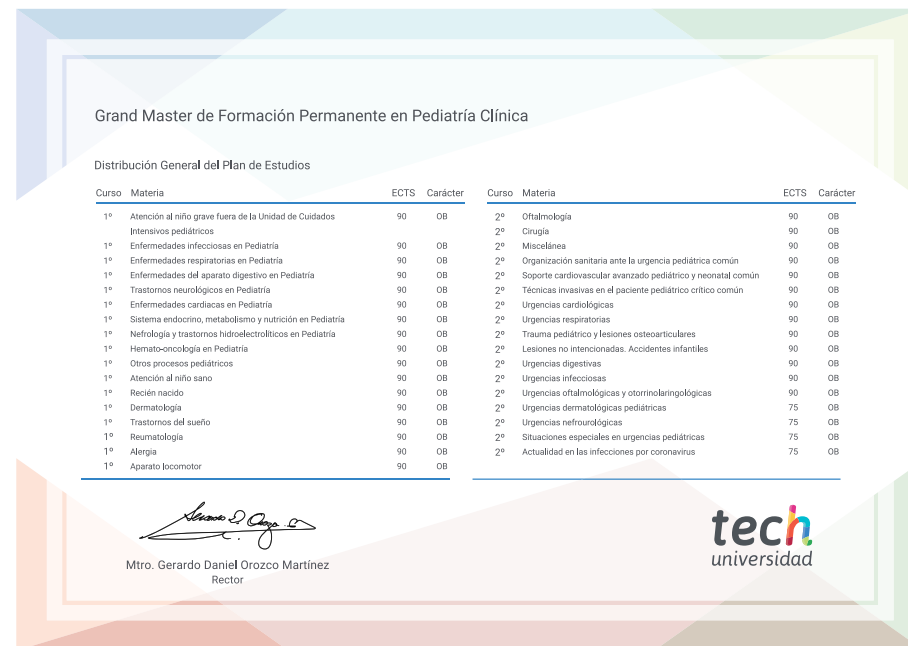 Grand Master de Formación Permanente en Pediatría Clínica
Distribución General del Plan de Estudios
Curso Materia ECTS Carácter
1º Atención al niño grave fuera de la Unidad de Cuidados 90 OB
Intensivos pediátricos
1º Enfermedades infecciosas en Pediatría 90 OB
1º Enfermedades respiratorias en Pediatría 90 OB
1º Enfermedades del aparato digestivo en Pediatría 90 OB
1º Trastornos neurológicos en Pediatría 90 OB
1º Enfermedades cardiacas en Pediatría 90 OB
1º Sistema endocrino, metabolismo y nutrición en Pediatría 90 OB
1º Nefrología y trastornos hidroelectrolíticos en Pediatría 90 OB
1º Hemato-oncología en Pediatría 90 OB
1º Otros procesos pediátricos 90 OB
1º Atención al niño sano 90 OB
1º Recién nacido 90 OB
1º Dermatología 90 OB
1º Trastornos del sueño 90 OB
1º Reumatología 90 OB
1º Alergia 90 OB
1º Aparato locomotor 90 OB
Curso Materia ECTS Carácter
2º Oftalmología 90 OB
2º Cirugía 90 OB
2º Miscelánea 90 OB
2º Organización sanitaria ante la urgencia pediátrica común 90 OB
2º Soporte cardiovascular avanzado pediátrico y neonatal común 90 OB
2º Técnicas invasivas en el paciente pediátrico crítico común 90 OB
2º Urgencias cardiológicas 90 OB
2º Urgencias respiratorias 90 OB
2º Trauma pediátrico y lesiones osteoarticulares 90 OB
2º Lesiones no intencionadas. Accidentes infantiles 90 OB
2º Urgencias digestivas 90 OB
2º Urgencias infecciosas 90 OB
2º Urgencias oftalmológicas y otorrinolaringológicas 90 OB
2º Urgencias dermatológicas pediátricas 75 OB
2º Urgencias nefrourológicas 75 OB
2º Situaciones especiales en urgencias pediátricas 75 OB
2º Actualidad en las infecciones por coronavirus 75 OB
Mtro. Gerardo Daniel Orozco Martínez
Rector
tech
universidad